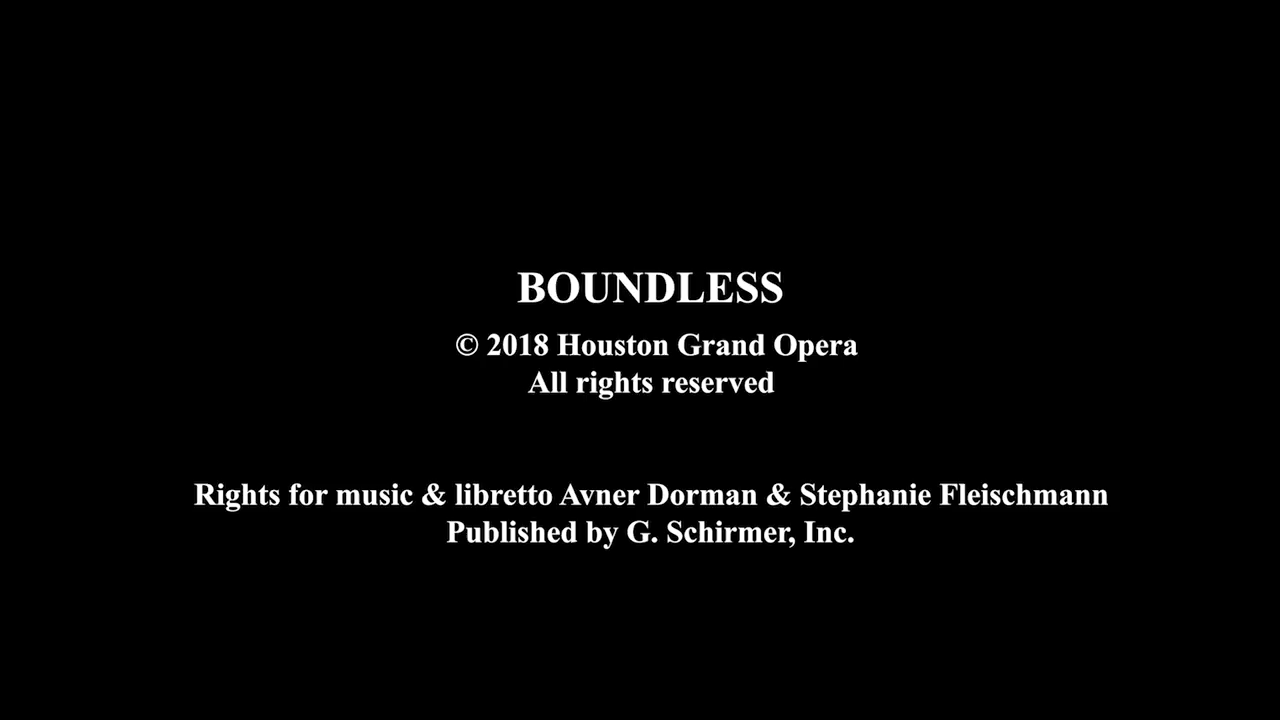 BOUNDLESS
© 2018 Houston Grand Opera
All rights reserved
Rights for music & libretto Avner Dorman & Stephanie Fleischmann
Published by G. Schirmer, Inc.